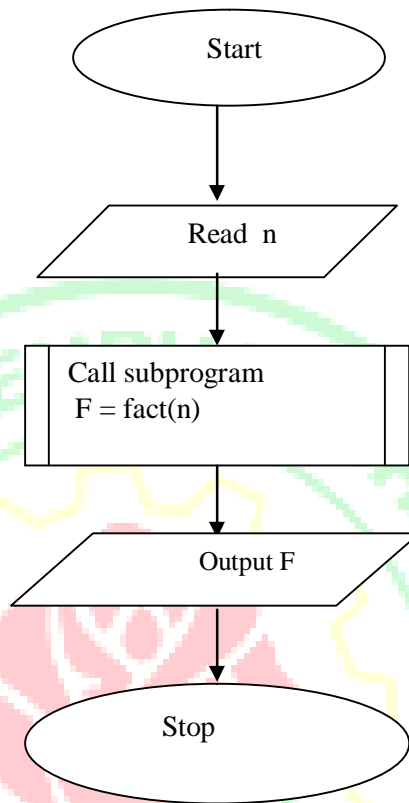 Start
Read n
Call subprogram
F = fact(n)
Output F
Stop